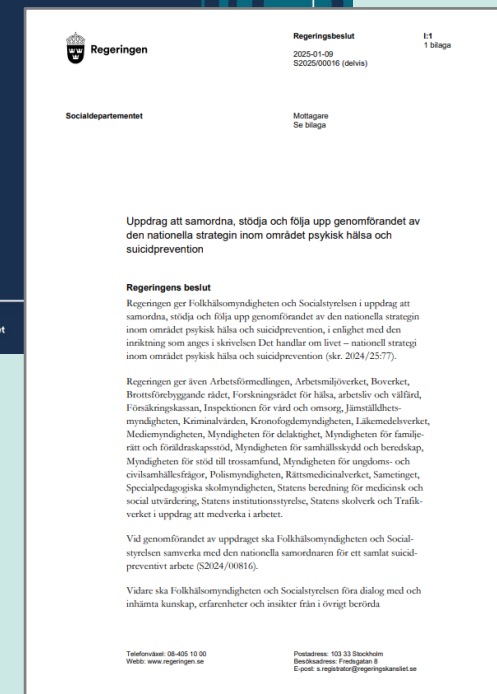 Regeringen
Regeringsbeslut
I:1
1 bilaga
2025-01-09
S2025/00016 (delvis)
Socialdepartementet
Mottagare
Se bilaga
Uppdrag att samordna, stödja och följa upp genomförandet av
den nationella strategin inom området psykisk hälsa och
suicidprevention
Regeringens beslut
Regeringen ger Folkhälsomyndigheten och Socialstyrelsen i uppdrag att
samordna, stödja och följa upp genomförandet av den nationella strategin
inom området psykisk hälsa och suicidprevention, i enlighet med den
inriktning som anges i skrivelsen Det handlar om livet – nationell strategi
inom området psykisk hälsa och suicidprevention (skr. 2024/25:77).
Regeringen ger även Arbetsförmedlingen, Arbetsmiljöverket, Boverket,
Brottsförebyggande rådet, Forskningsrådet för hälsa, arbetsliv och välfärd,
Försäkringskassan, Inspektionen för vård och omsorg, Jämställdhets-
myndigheten, Kriminalvården, Kronofogdemyndigheten, Läkemedelsverket,
Mediemyndigheten, Myndigheten för delaktighet, Myndigheten för familje-
rätt och föräldraskapsstöd, Myndigheten för samhällsskydd och beredskap,
Myndigheten för stöd till trossamfund, Myndigheten för ungdoms- och
civilsamhällesfrågor, Polismyndigheten, Rättsmedicinalverket, Sametinget,
Specialpedagogiska skolmyndigheten, Statens beredning för medicinsk och
social utvärdering, Statens institutionsstyrelse, Statens skolverk och Trafik-
verket i uppdrag att medverka i arbetet.
Vid genomförandet av uppdraget ska Folkhälsomyndigheten och Social-
styrelsen samverka med den nationella samordnaren för ett samlat suicid-
preventivt arbete (S2024/00816).
Vidare ska Folkhälsomyndigheten och Socialstyrelsen föra dialog med och
inhämta kunskap, erfarenheter och insikter från i övrigt berörda
Telefonväxel: 08-405 10 00
Webb: www.regeringen.se
Postadress: 103 33 Stockholm
Besöksadress: Fredsgatan 8
E-post: s.registrator@regeringskansliet.se